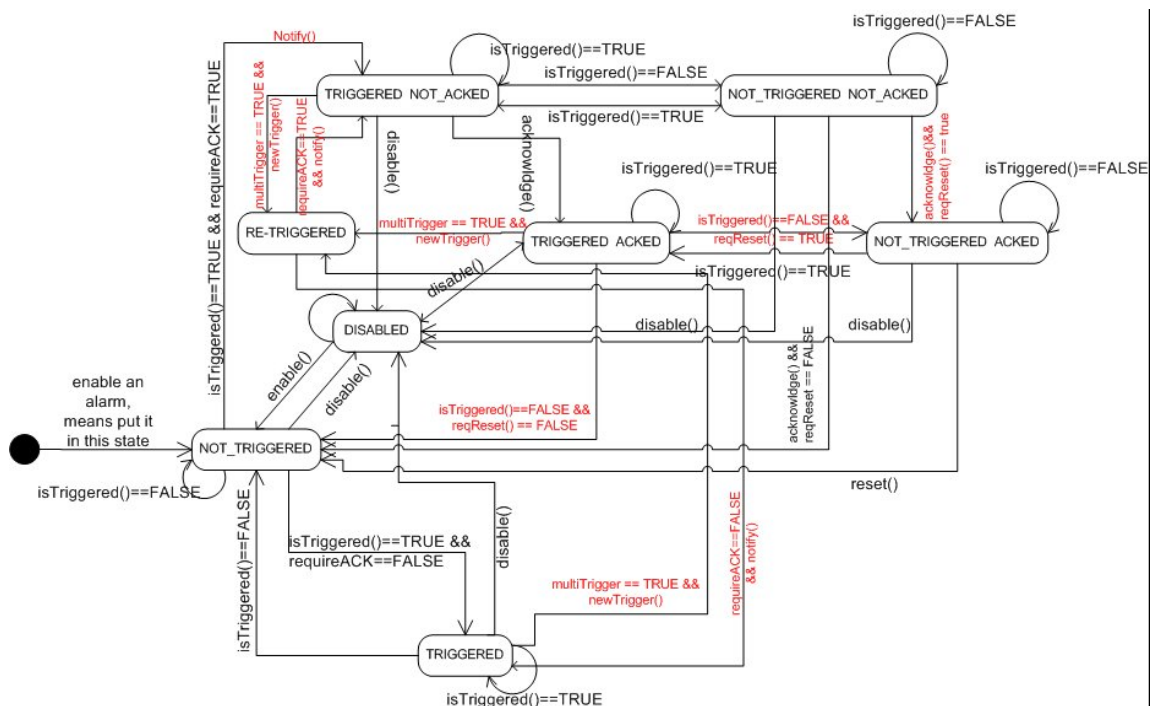 Notify()
isTriggered()==FALSE
isTriggered()==TRUE
isTriggered()==FALSE
TRIGGERED NOT_ACKED
NOT_TRIGGERED NOT_ACKED
isTriggered()==TRUE
isTriggered()==TRUE && requireACK==TRUE
multiTrigger == TRUE &&
newTrigger()
requireACK==TRUE
&& notify()
disable()
acknowldge()
acknowldge()&&
reqReset() == true
isTriggered()==TRUE
isTriggered()==FALSE
RE-TRIGGERED
multiTrigger == TRUE &&
newTrigger()
TRIGGERED ACKED
isTriggered()==FALSE &&
reqReset() == TRUE
NOT_TRIGGERED ACKED
isTriggered()==TRUE
disable()
DISABLED
disable()
disable()
enable()
disable()
acknowldge() &&
reqReset == FALSE
enable an
alarm,
means put it
in this state
isTriggered()==FALSE &&
reqReset() == FALSE
NOT_TRIGGERED
isTriggered()==FALSE
reset()
isTriggered()==FALSE
isTriggered()==TRUE &&
requireACK==FALSE
disable()
multiTrigger == TRUE &&
newTrigger()
requireACK==FALSE
&& notify()
TRIGGERED
isTriggered()==TRUE